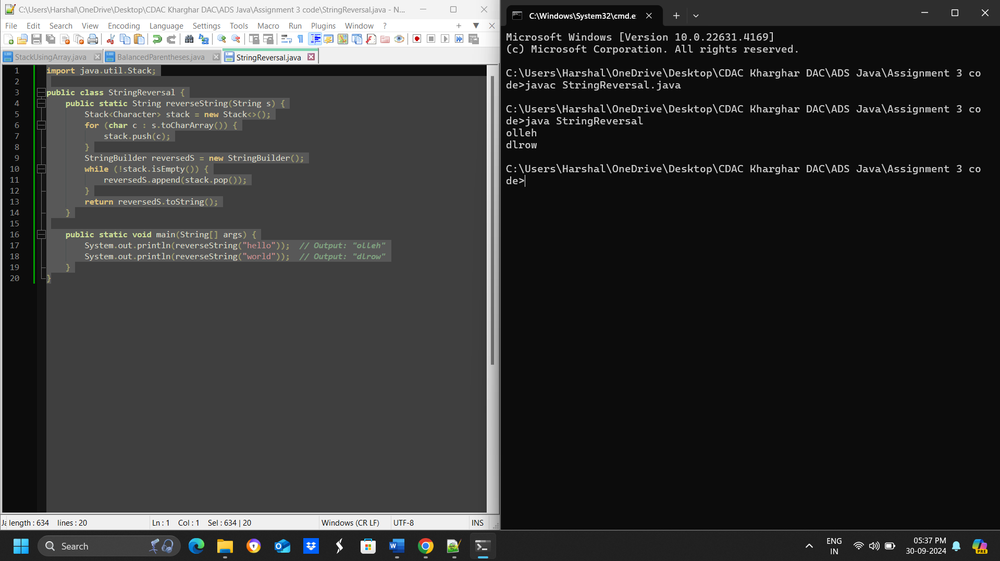 C:\Users\Harshal\OneDrive\Desktop\CDAC Kharghar DAC\ADS Java\Assignment 3 code\StringReversal.java - N...
File Edit Search View Encoding Language Settings Tools Macro Run Plugins Window ?
StackUsingArray.java BalancedParentheses.java StringReversal.java
1 import java.util.Stack;
2
3 public class StringReversal {
4 public static String reverseString(String s) {
5 Stack<Character> stack = new Stack<>();
6 for (char c : s.toCharArray()) {
7 stack.push(c);
8 }
9 StringBuilder reversedS = new StringBuilder();
10 while (!stack.isEmpty()) {
11 reversedS.append(stack.pop());
12 }
13 return reversedS.toString();
14 }
15
16 public static void main(String[] args) {
17 System.out.println(reverseString("hello")); // Output: "olleh"
18 System.out.println(reverseString("world")); // Output: "dlrow"
19 }
20 }
length : 634 lines : 20 Ln : 1 Col : 1 Sel : 634 | 20 Windows (CR LF) UTF-8 INS
C:\Windows\System32\cmd.e
Microsoft Windows [Version 10.0.22631.4169]
(c) Microsoft Corporation. All rights reserved.
C:\Users\Harshal\OneDrive\Desktop\CDAC Kharghar DAC\ADS Java\Assignment 3 co
de>javac StringReversal.java
C:\Users\Harshal\OneDrive\Desktop\CDAC Kharghar DAC\ADS Java\Assignment 3 co
de>java StringReversal
olleh
dlrow
C:\Users\Harshal\OneDrive\Desktop\CDAC Kharghar DAC\ADS Java\Assignment 3 co
de>
Search
ENG
IN
05:37 PM
30-09-2024
PRE